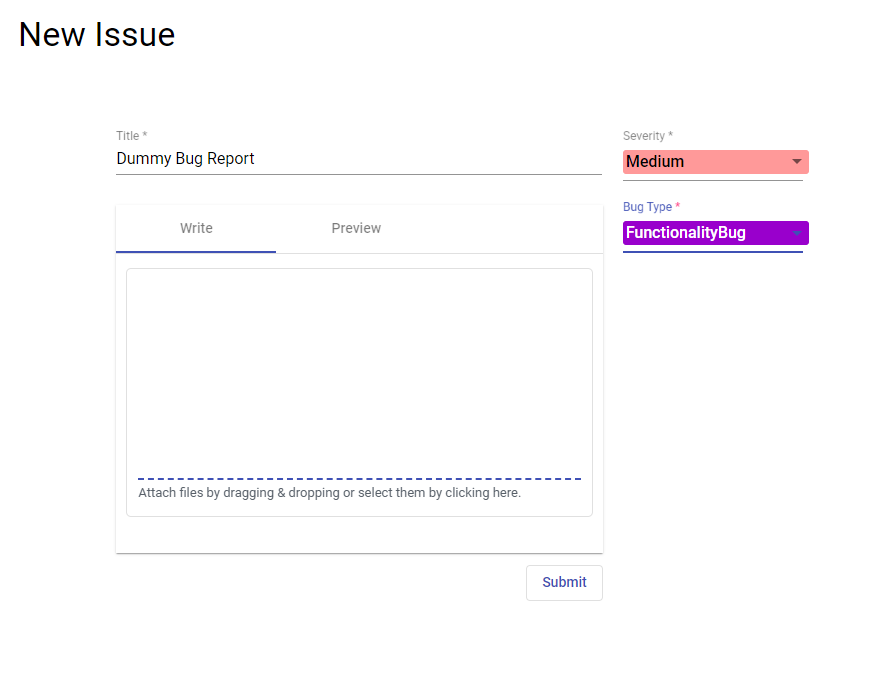 New Issue
Title *
Dummy Bug Report
Severity *
Medium
Bug Type *
FunctionalityBug
Write
Preview
Attach files by dragging & dropping or select them by clicking here.
Submit